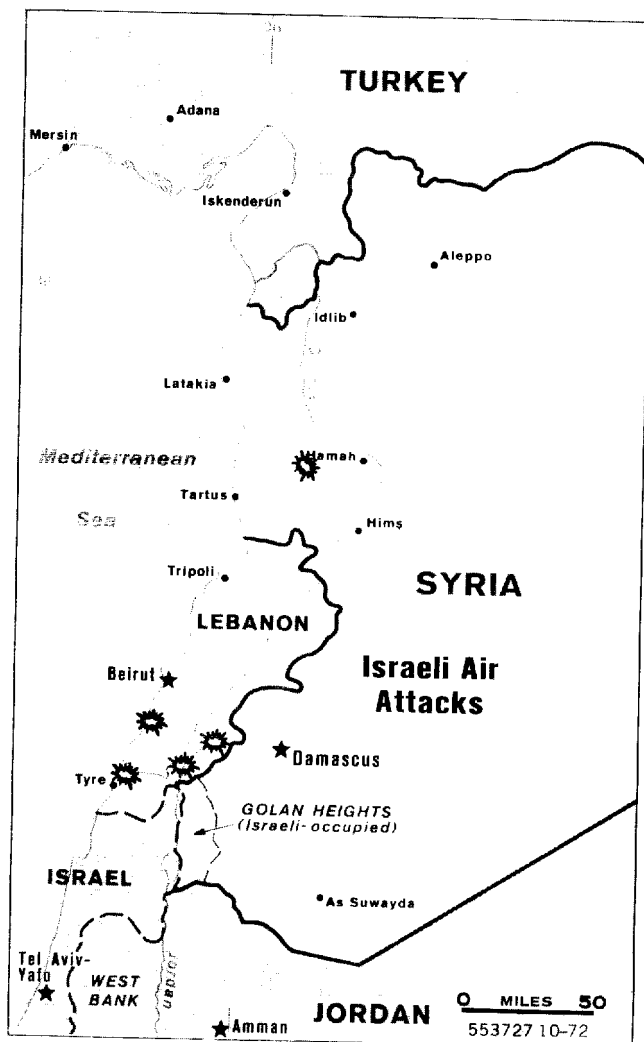 TURKEY
Adana
Mersin
Iskenderun
Aleppo
Idlib
Latakia
Mediterranean
Sea
Hamah
Tartus
Himş
Tripoli
SYRIA
LEBANON
Beirut
Israeli Air
Attacks
Damascus
Tyre
GOLAN HEIGHTS
(Israeli-occupied)
ISRAEL
As Suwayda
Tel Aviv-
Yafo
WEST
BANK
Jordan
JORDAN
0 MILES 50
Amman
553727 10-72